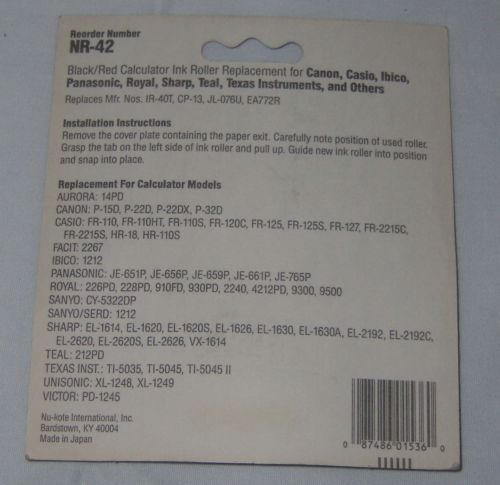 Reorder Number
NR-42
Black/Red Calculator Ink Roller Replacement for Canon, Casio, Ibico,
Panasonic, Royal, Sharp, Teal, Texas Instruments, and Others
Replaces Mfr. Nos. IR-40T, CP-13, JL-076U, EA772R
Installation Instructions
Remove the cover plate containing the paper exit. Carefully note position of used roller.
Grasp the tab on the left side of ink roller and pull up. Guide new ink roller into position
and snap into place.
Replacement For Calculator Models
AURORA: 14PD
CANON: P-15D, P-22D, P-22DX, P-32D
CASIO: FR-110, FR-110HT, FR-110S, FR-120C, FR-125, FR-125S, FR-127, FR-2215C,
FR-2215S, HR-18, HR-110S
FACIT: 2267
IBICO: 1212
PANASONIC: JE-651P, JE-656P, JE-659P, JE-661P, JE-765P
ROYAL: 226PD, 228PD, 910FD, 930PD, 2240, 4212PD, 9300, 9500
SANYO: CY-5322DP
SANYO/SERD: 1212
SHARP: EL-1614, EL-1620, EL-1620S, EL-1626, EL-1630, EL-1630A, EL-2192, EL-2192C,
EL-2620, EL-2620S, EL-2626, VX-1614
TEAL: 212PD
TEXAS INST.: TI-5035, TI-5045, TI-5045 II
UNISONIC: XL-1248, XL-1249
VICTOR: PD-1245
Nu-kote International, Inc.
Bardstown, KY 40004
Made in Japan
0 87486 01536 0